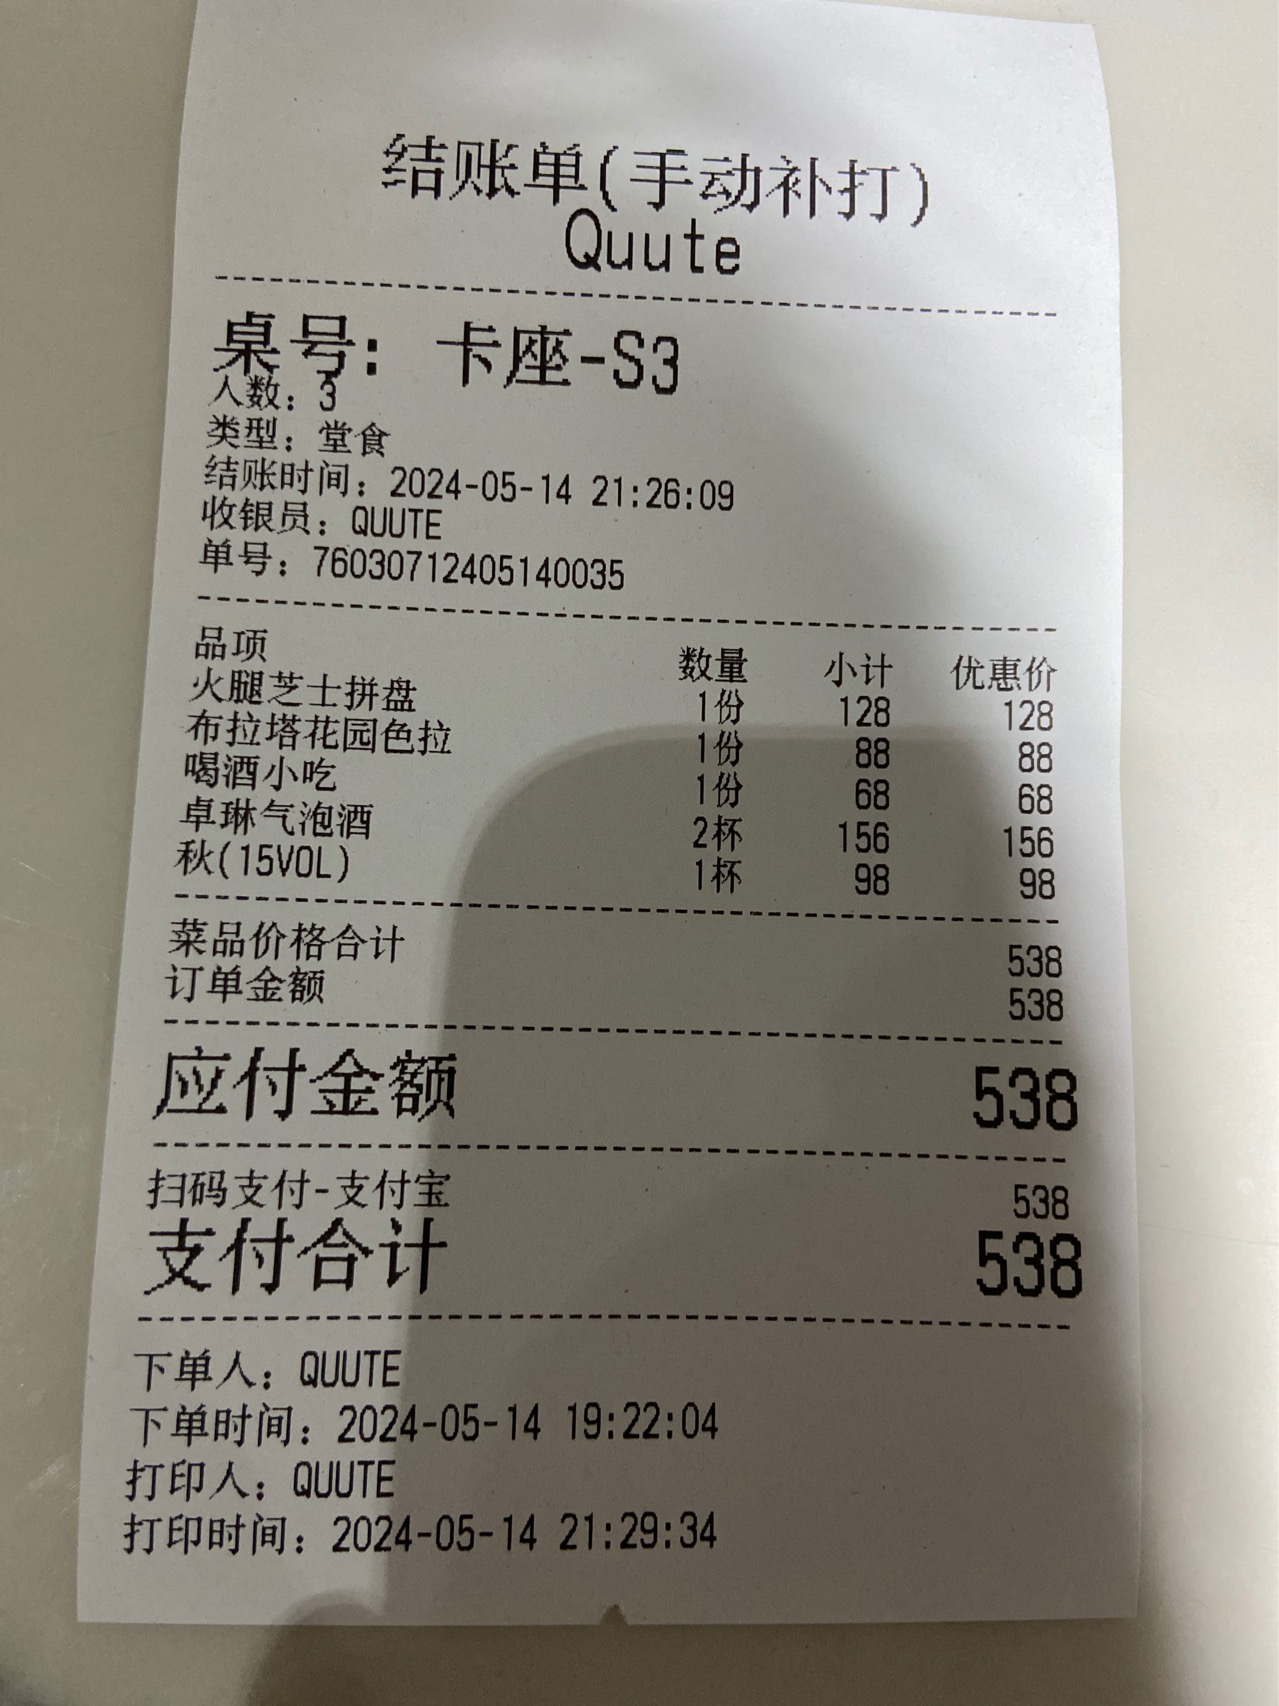 结账单(手动补打)
Quute
桌号: 卡座-S3
人数: 3
类型: 堂食
结账时间: 2024-05-14 21:26:09
收银员: QUUTE
单号: 76030712405140035
品项 数量 小计 优惠价
火腿芝士拼盘 1份 128 128
布拉塔花园色拉 1份 88 88
喝酒小吃 1份 68 68
卓琳气泡酒 2杯 156 156
秋(15VOL) 1杯 98 98
菜品价格合计 538
订单金额 538
应付金额 538
扫码支付-支付宝 538
支付合计 538
下单人: QUUTE
下单时间: 2024-05-14 19:22:04
打印人: QUUTE
打印时间: 2024-05-14 21:29:34